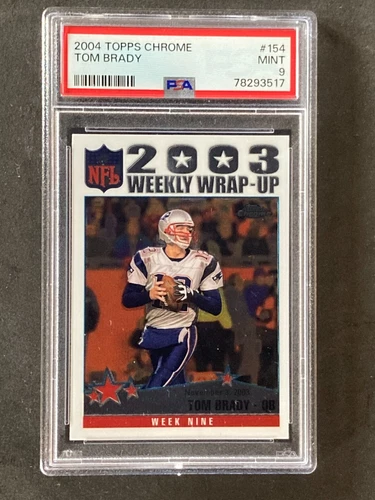 2004 TOPPS CHROME #154
TOM BRADY MINT
PSA 9
78293517
NFL 2003
WEEKLY WRAP-UP
12
TOM BRADY - QB
WEEK NINE